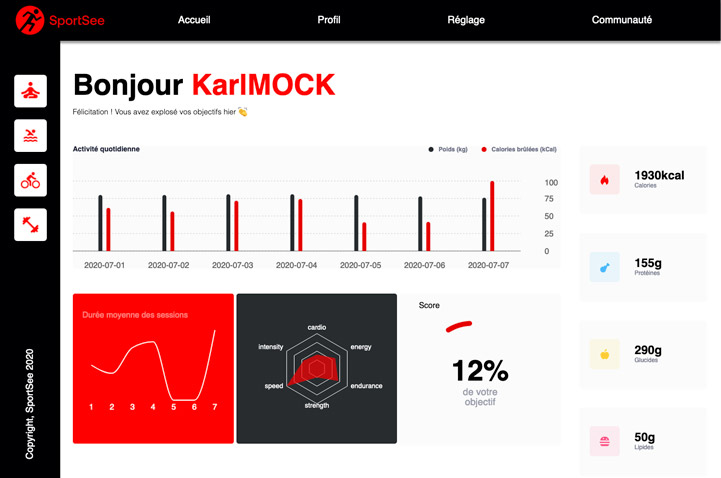 SportSee
Accueil
Profil
Réglage
Communauté
Bonjour KarlMOCK
Félicitation ! Vous avez explosé vos objectifs hier 👏
Activité quotidienne
Poids (kg)
Calories brûlées (kCal)
100
75
50
25
0
2020-07-01
2020-07-02
2020-07-03
2020-07-04
2020-07-05
2020-07-06
2020-07-07
1930kcal
Calories
155g
Protéines
290g
Glucides
50g
Lipides
Durée moyenne des sessions
1 2 3 4 5 6 7
cardio
energy
endurance
strength
speed
intensity
Score
12%
de votre
objectif
Copyright, SportSee 2020